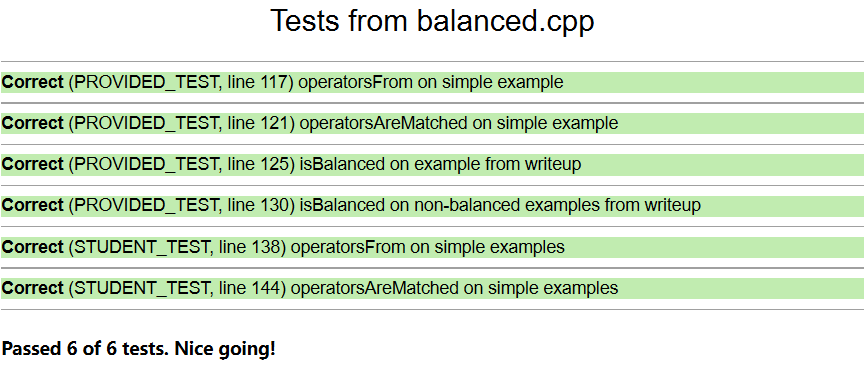 Tests from balanced.cpp
Correct (PROVIDED_TEST, line 117) operatorsFrom on simple example
Correct (PROVIDED_TEST, line 121) operatorsAreMatched on simple example
Correct (PROVIDED_TEST, line 125) isBalanced on example from writeup
Correct (PROVIDED_TEST, line 130) isBalanced on non-balanced examples from writeup
Correct (STUDENT_TEST, line 138) operatorsFrom on simple examples
Correct (STUDENT_TEST, line 144) operatorsAreMatched on simple examples
Passed 6 of 6 tests. Nice going!